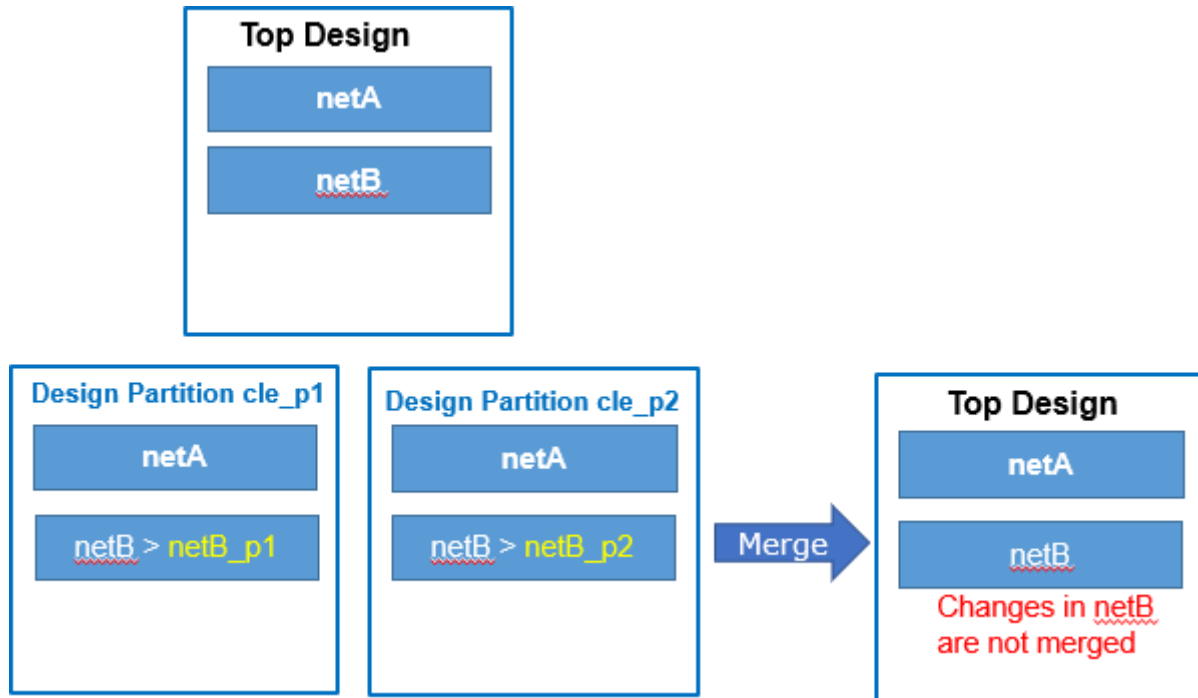 Top Design
netA
netB
Design Partition cle_p1
netA
netB > netB_p1
Design Partition cle_p2
netA
netB > netB_p2
Merge
Top Design
netA
netB
Changes in netB
are not merged